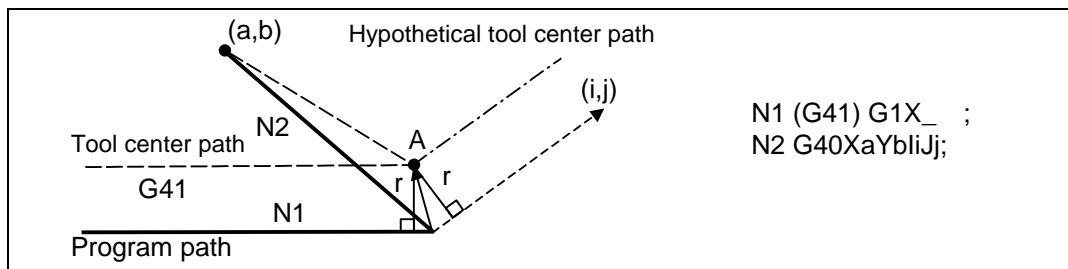 (a,b)
Hypothetical tool center path
(i,j)
N1 (G41) G1X_ ;
N2 G40XaYbIiJj;
N2
A
Tool center path
r
r
G41
N1
Program path